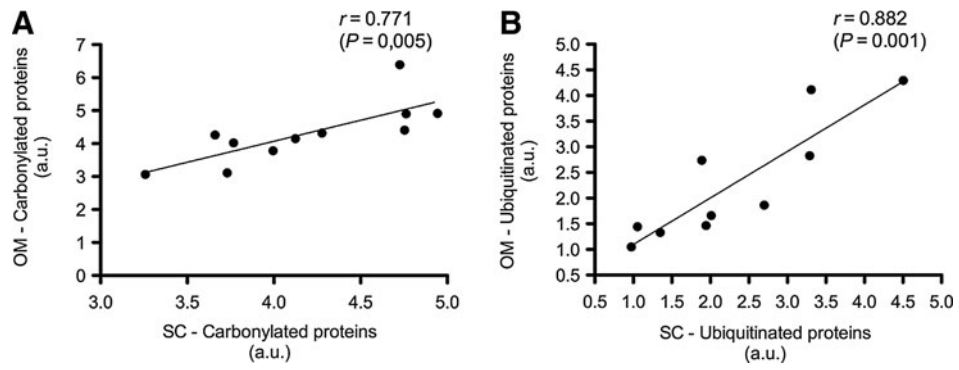 A
r = 0.771
(P = 0,005)
OM - Carbonylated proteins
(a.u.)
7
6
5
4
3
2
1
0
3.0 3.5 4.0 4.5 5.0
SC - Carbonylated proteins
(a.u.)
B
r = 0.882
(P = 0.001)
OM - Ubiquitinated proteins
(a.u.)
5.0
4.5
4.0
3.5
3.0
2.5
2.0
1.5
1.0
0.5
0.5 1.0 1.5 2.0 2.5 3.0 3.5 4.0 4.5 5.0
SC - Ubiquitinated proteins
(a.u.)